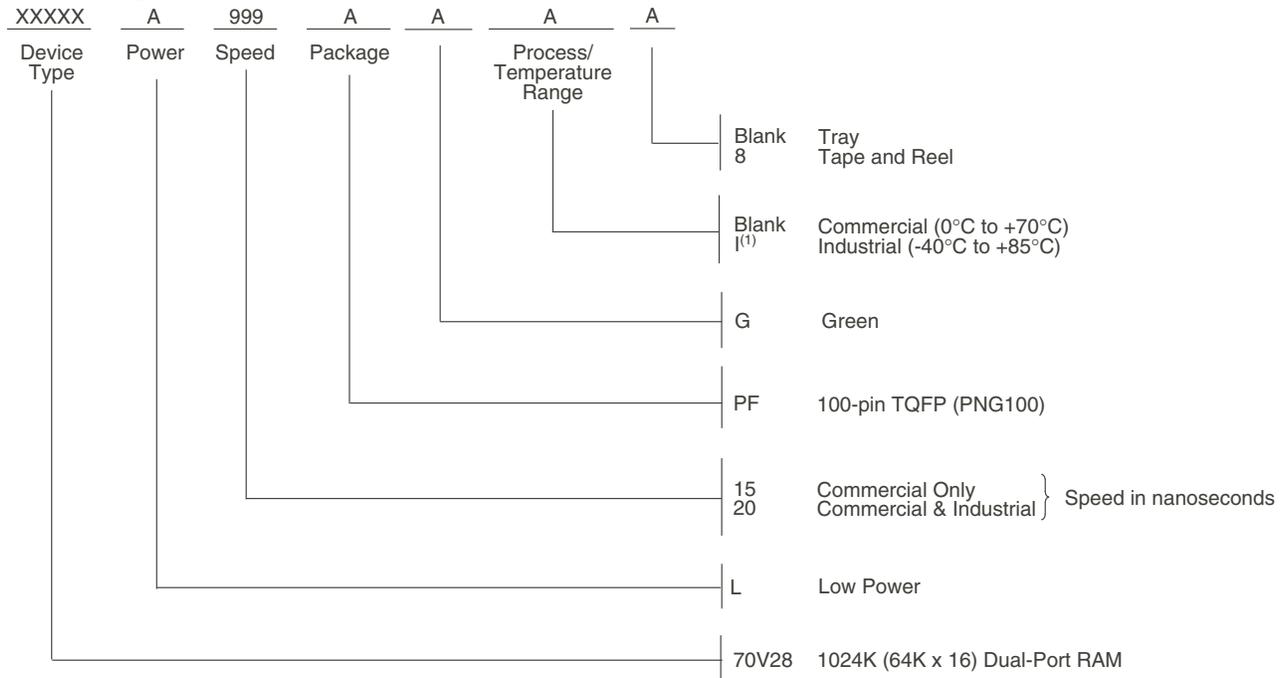 XXXXX A 999 A A A A
Device Type Power Speed Package Process/ Temperature Range
Blank Tray
8 Tape and Reel
Blank Commercial (0°C to +70°C)
I(1) Industrial (-40°C to +85°C)
G Green
PF 100-pin TQFP (PNG100)
15 Commercial Only
20 Commercial & Industrial
Speed in nanoseconds
L Low Power
70V28 1024K (64K x 16) Dual-Port RAM